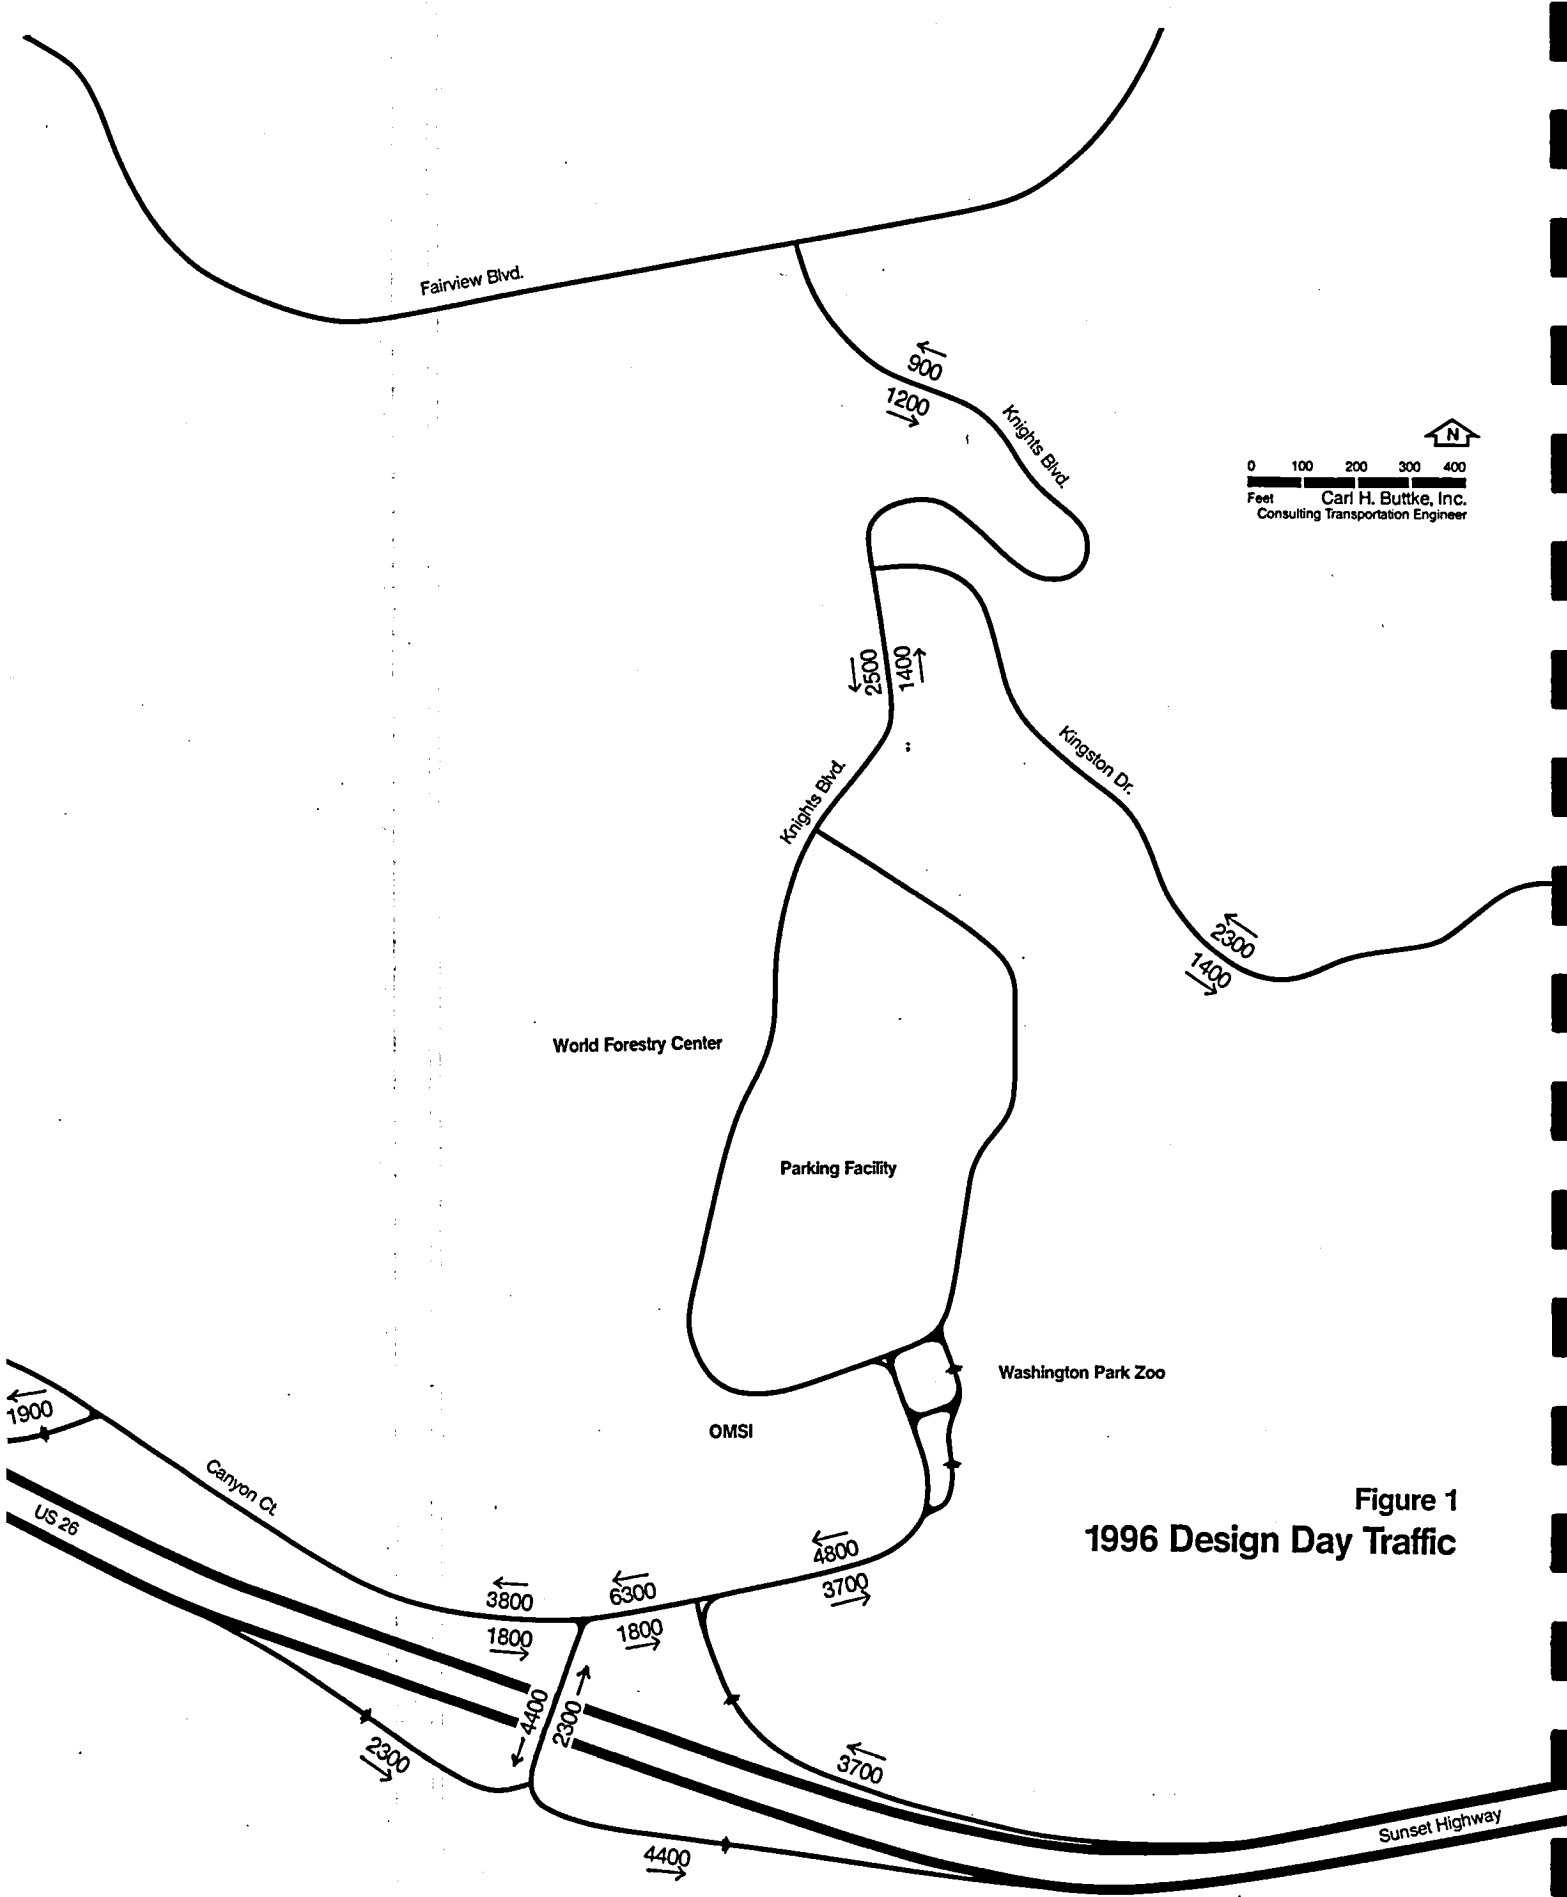 Fairview Blvd.
900
1200
Knights Blvd.
N
0 100 200 300 400
Feet Carl H. Buttke, Inc.
Consulting Transportation Engineer
2500
1400
Kingston Dr.
Knights Blvd.
2300
1400
World Forestry Center
Parking Facility
Washington Park Zoo
1900
OMSI
Canyon Ct.
US 26
Figure 1
1996 Design Day Traffic
4800
3700
3800
6300
1800
1800
4400
2300
2300
3700
Sunset Highway
4400